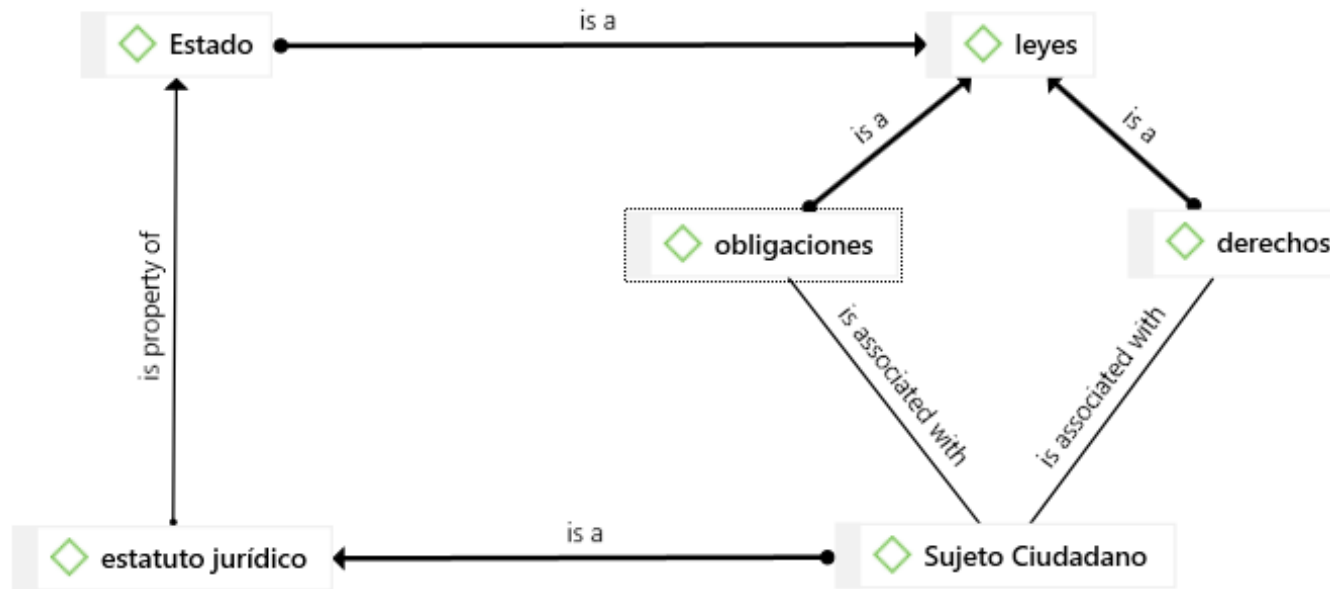 is a
Estado
leyes
is a
is a
obligaciones
derechos
is property of
is associated with
is associated with
is a
estatuto jurídico
Sujeto Ciudadano